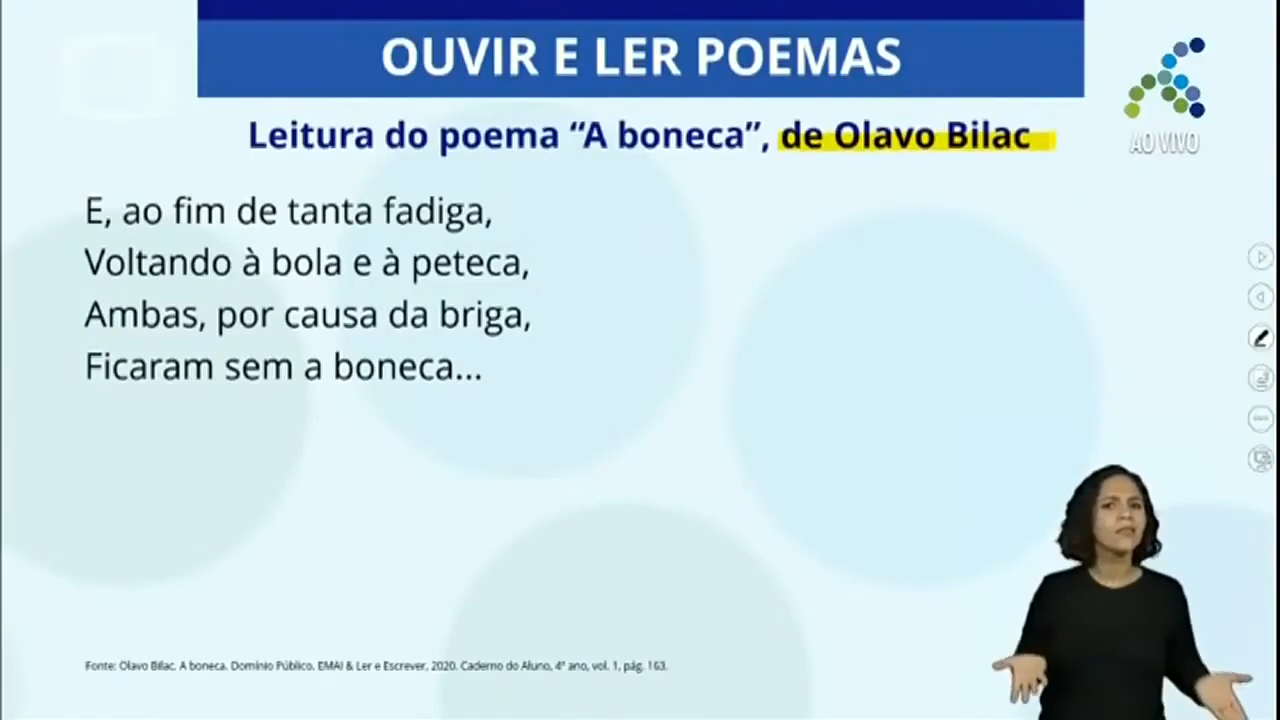 OUVIR E LER POEMAS
AO VIVO
Leitura do poema “A boneca”, de Olavo Bilac
E, ao fim de tanta fadiga,
Voltando à bola e à peteca,
Ambas, por causa da briga,
Ficaram sem a boneca...
Fonte: Olavo Bilac. A boneca. Domínio Público. EMAI & Ler e Escrever, 2020. Caderno do Aluno, 4º ano, vol. 1, pág. 163.